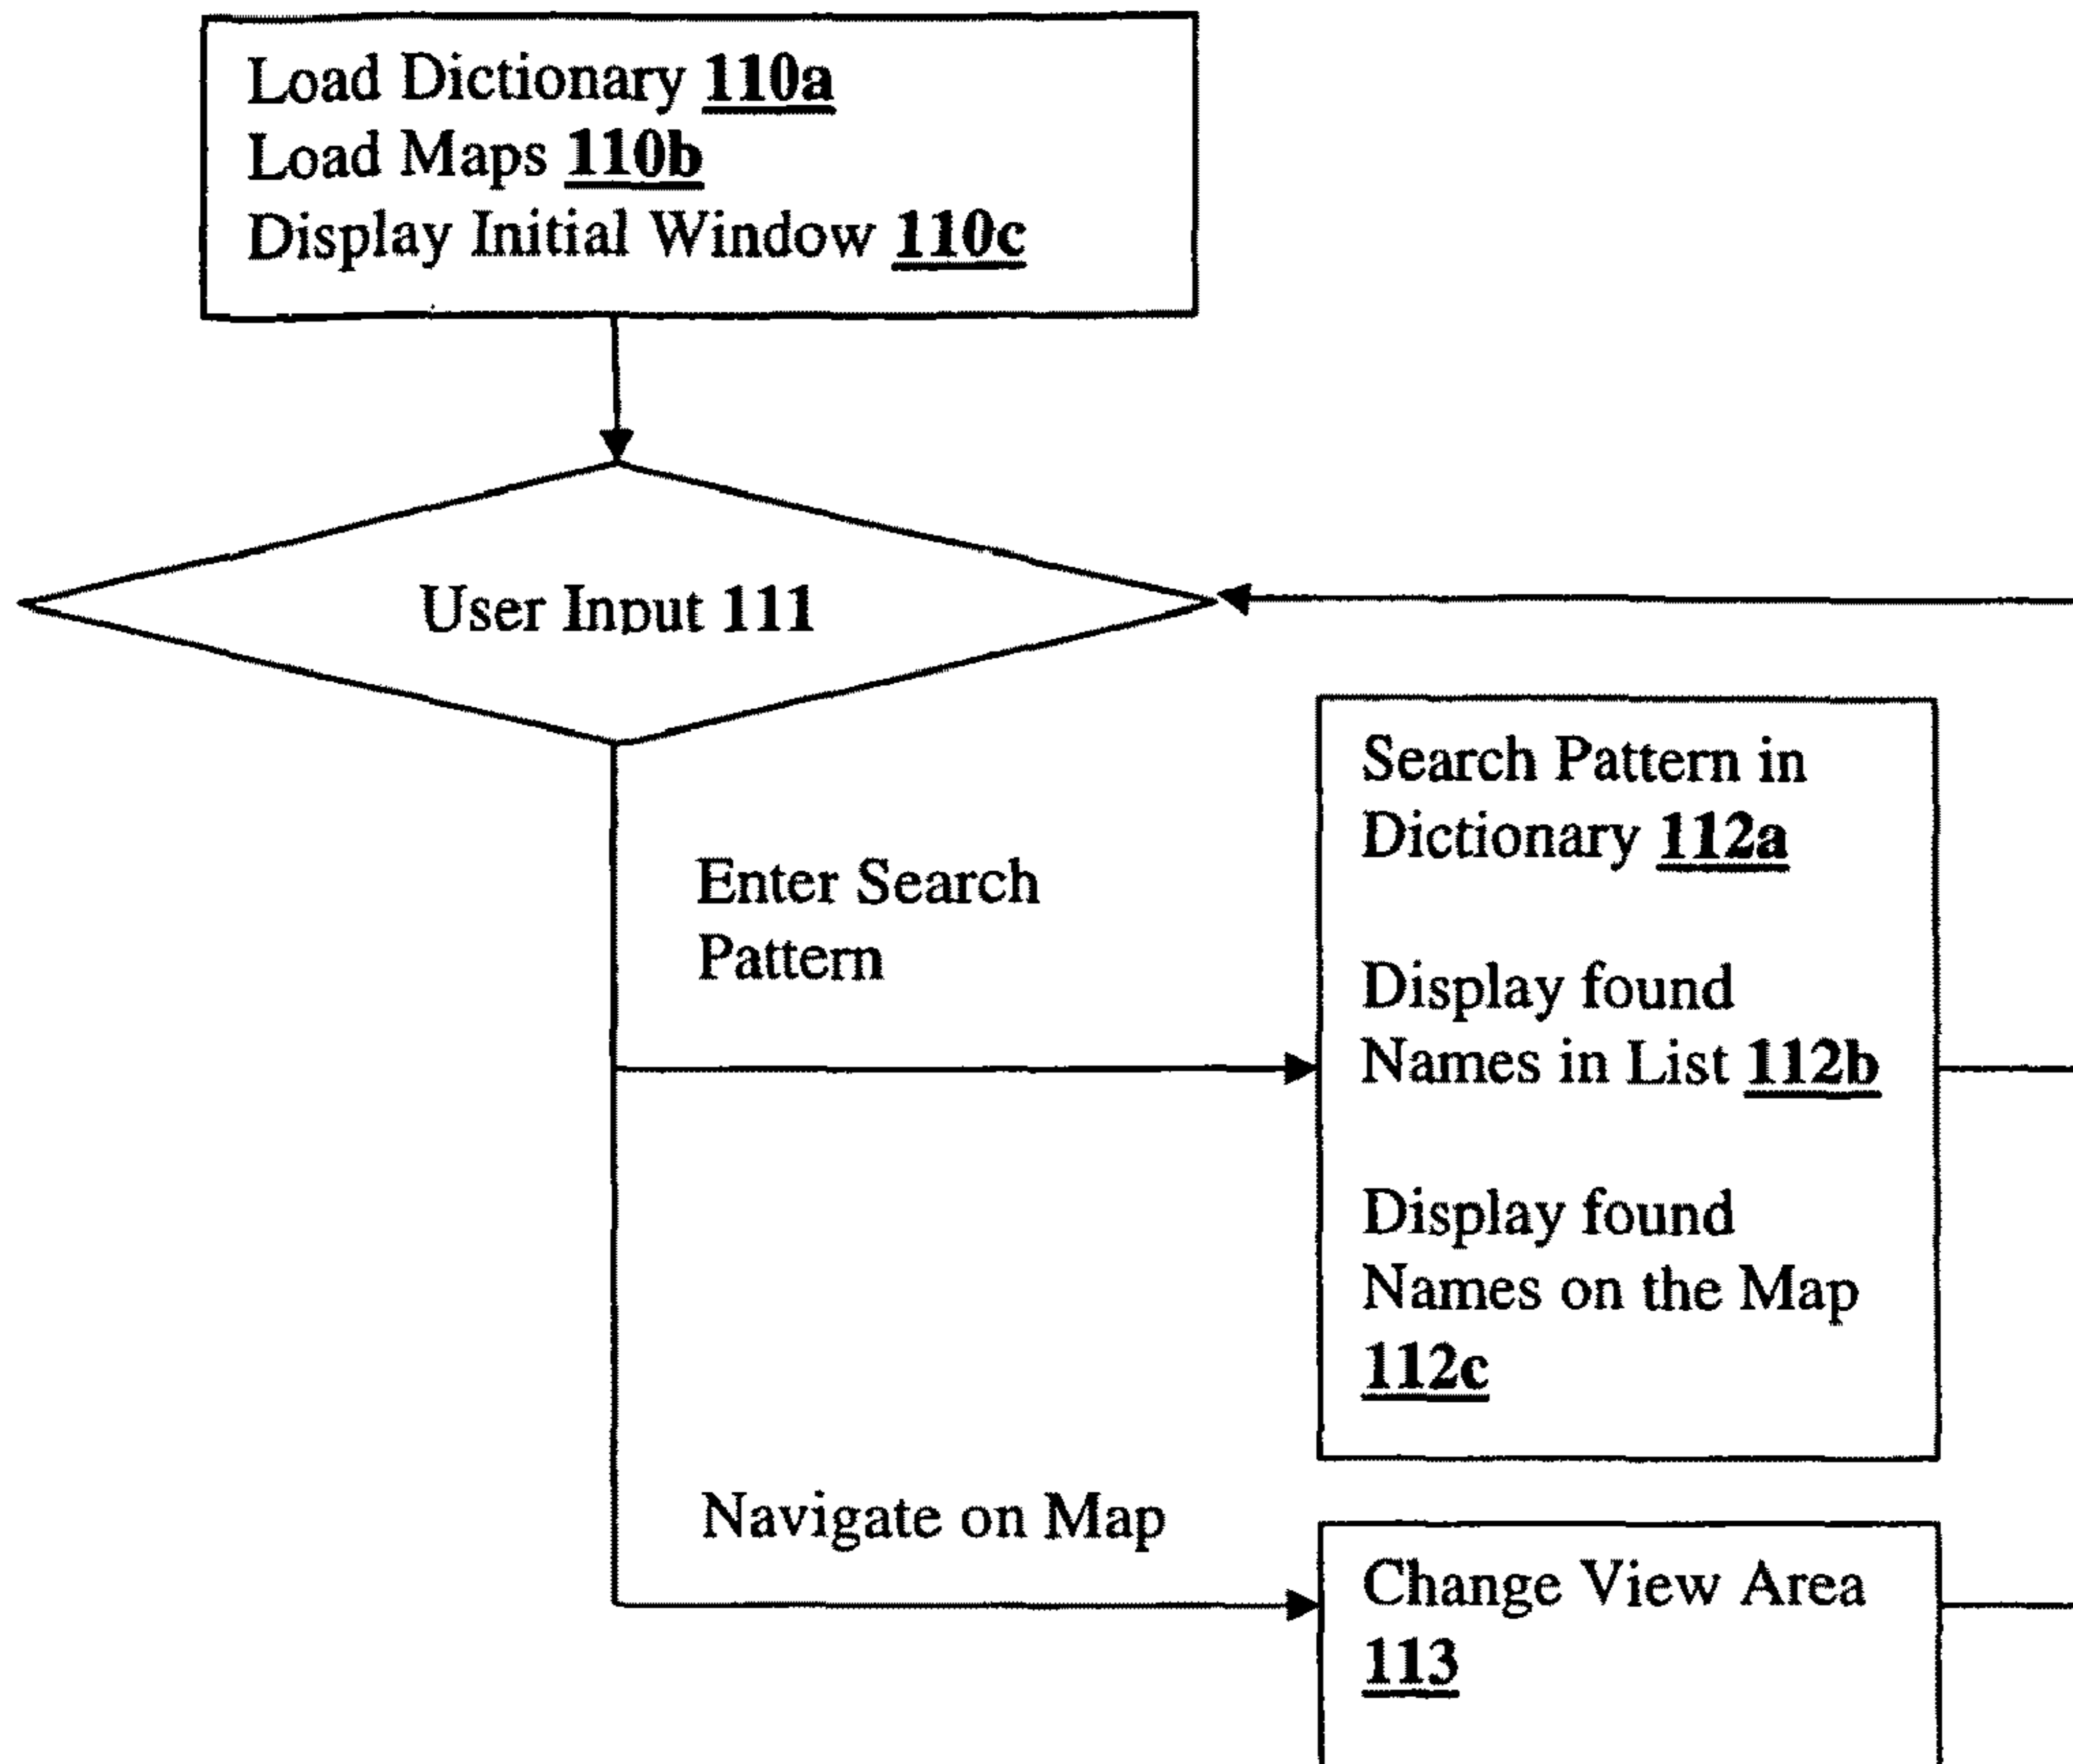 Load Dictionary 110a
Load Maps 110b
Display Initial Window 110c
User Input 111
Enter Search
Pattern
Search Pattern in
Dictionary 112a
Display found
Names in List 112b
Display found
Names on the Map
112c
Navigate on Map
Change View Area
113